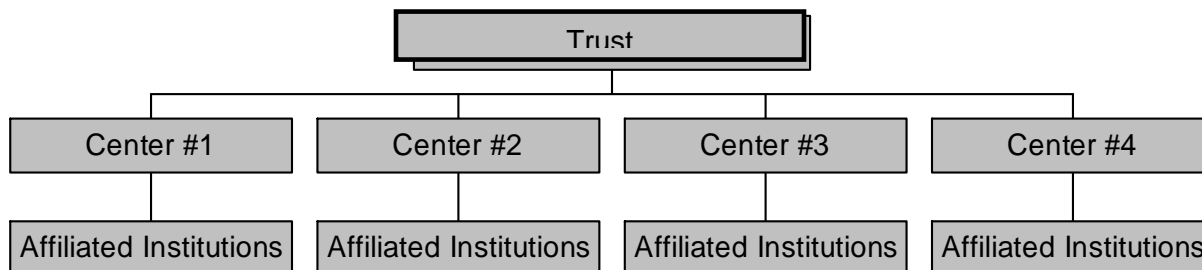 Trust
Center #1
Center #2
Center #3
Center #4
Affiliated Institutions
Affiliated Institutions
Affiliated Institutions
Affiliated Institutions